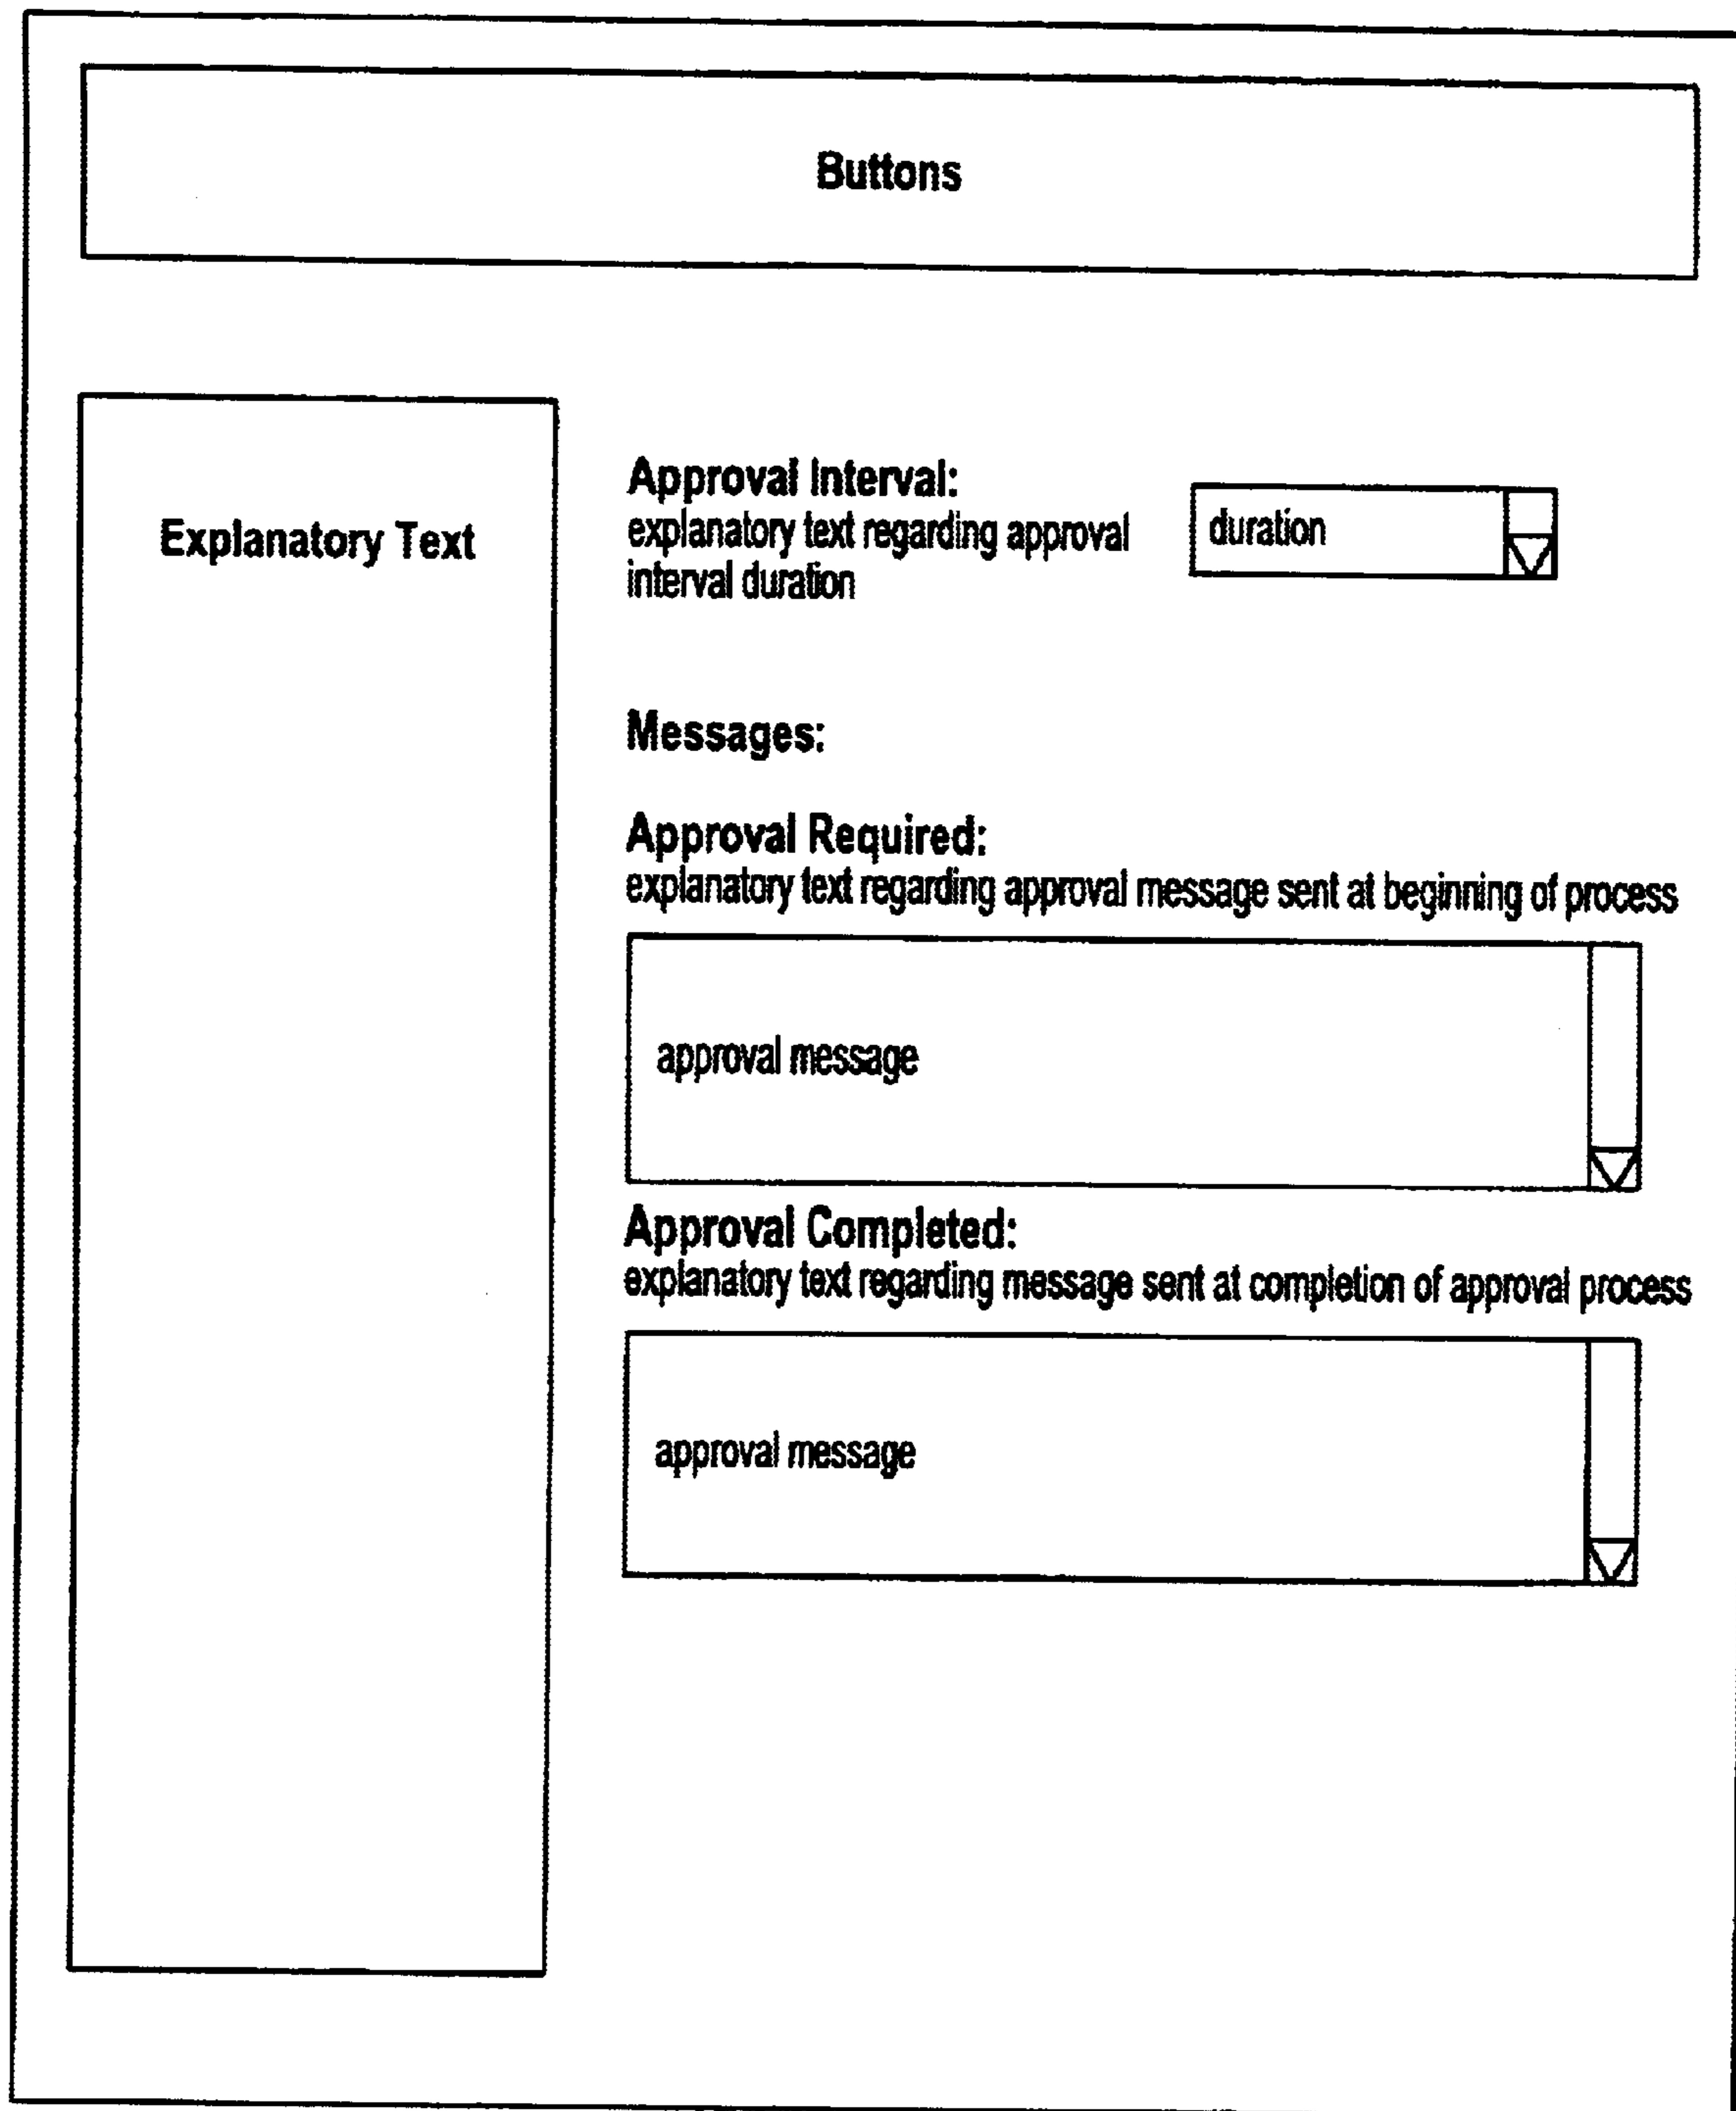 Buttons
Explanatory Text
Approval Interval:
explanatory text regarding approval
interval duration
duration
Messages:
Approval Required:
explanatory text regarding approval message sent at beginning of process
approval message
Approval Completed:
explanatory text regarding message sent at completion of approval process
approval message